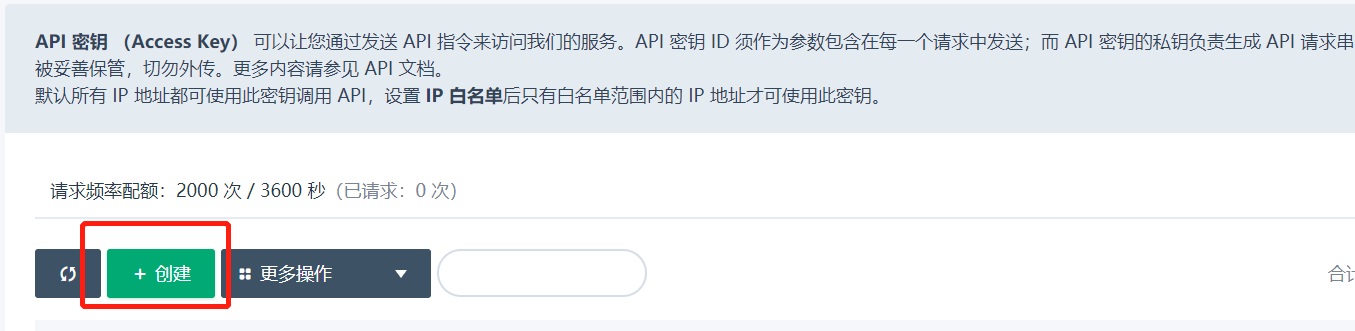 API 密钥 （Access Key） 可以让您通过发送 API 指令来访问我们的服务。API 密钥 ID 须作为参数包含在每一个请求中发送；而 API 密钥的私钥负责生成 API 请求串
被妥善保管，切勿外传。更多内容请参见 API 文档。
默认所有 IP 地址都可使用此密钥调用 API，设置 IP 白名单后只有白名单范围内的 IP 地址才可使用此密钥。
请求频率配额：2000 次 / 3600 秒（已请求：0 次）
+ 创建 更多操作 合计